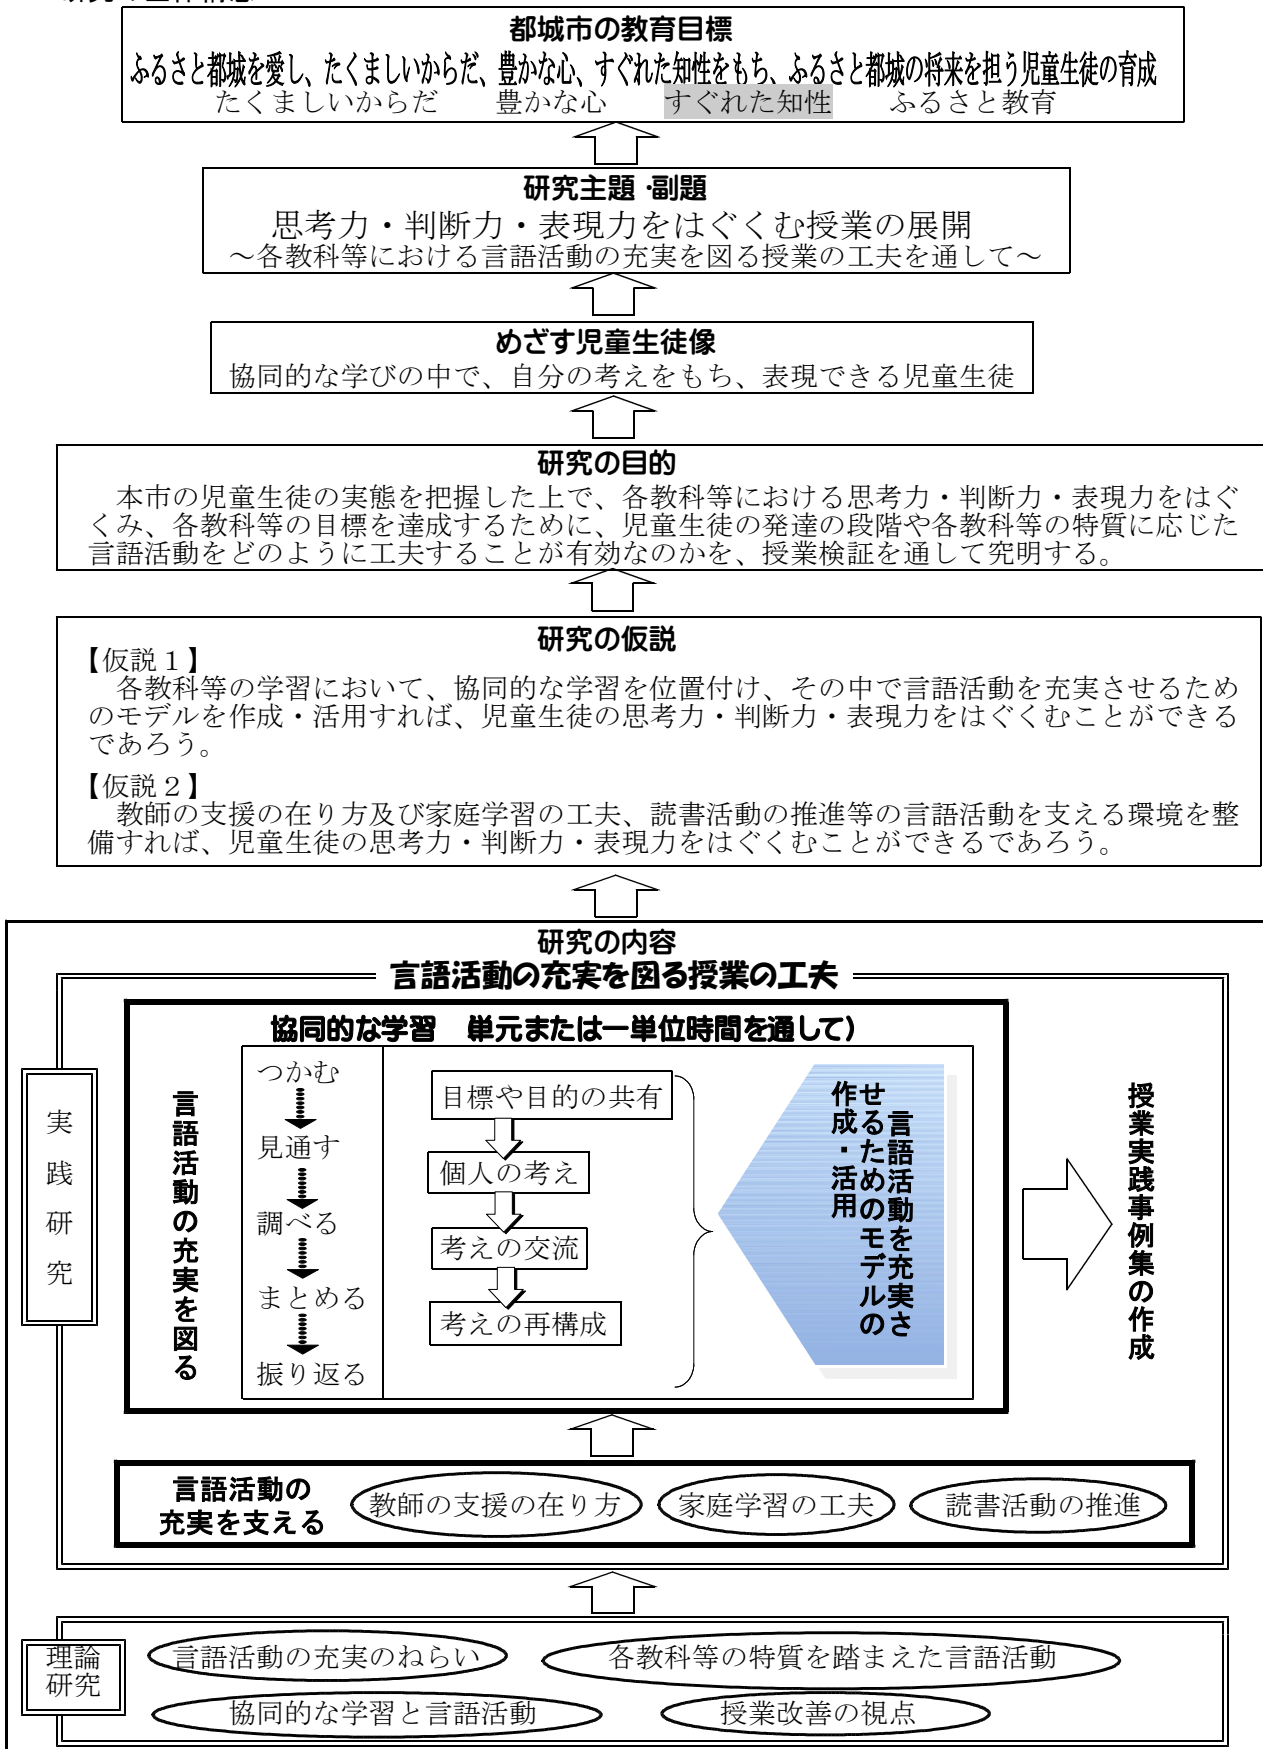 都城市の教育目標
ふるさと都城を愛し、たくましいからだ、豊かな心、すぐれた知性をもち、ふるさと都城の将来を担う児童生徒の育成
たくましいからだ 豊かな心 すぐれた知性 ふるさと教育
研究主題・副題
思考力・判断力・表現力をはぐくむ授業の展開
～各教科等における言語活動の充実を図る授業の工夫を通して～
めざす児童生徒像
協同的な学びの中で、自分の考えをもち、表現できる児童生徒
研究の目的
本市の児童生徒の実態を把握した上で、各教科等における思考力・判断力・表現力をはぐ
くみ、各教科等の目標を達成するために、児童生徒の発達の段階や各教科等の特質に応じた
言語活動をどのように工夫することが有効なのかを、授業検証を通して究明する。
研究の仮説
【仮説１】
各教科等の学習において、協同的な学習を位置付け、その中で言語活動を充実させるため
のモデルを作成・活用すれば、児童生徒の思考力・判断力・表現力をはぐくむことができる
であろう。
【仮説２】
教師の支援の在り方及び家庭学習の工夫、読書活動の推進等の言語活動を支える環境を整
備すれば、児童生徒の思考力・判断力・表現力をはぐくむことができるであろう。
研究の内容
言語活動の充実を図る授業の工夫
実践研究
協同的な学習 単元または一単位時間を通して）
言語活動の充実を図る
つかむ
見通す
調べる
まとめる
振り返る
目標や目的の共有
個人の考え
考えの交流
考えの再構成
言語活動を充実さ
せるためのモデルの
作成・活用
授業実践事例集の作成
言語活動の
充実を支える
教師の支援の在り方
家庭学習の工夫
読書活動の推進
理論
研究
言語活動の充実のねらい
各教科等の特質を踏まえた言語活動
協同的な学習と言語活動
授業改善の視点